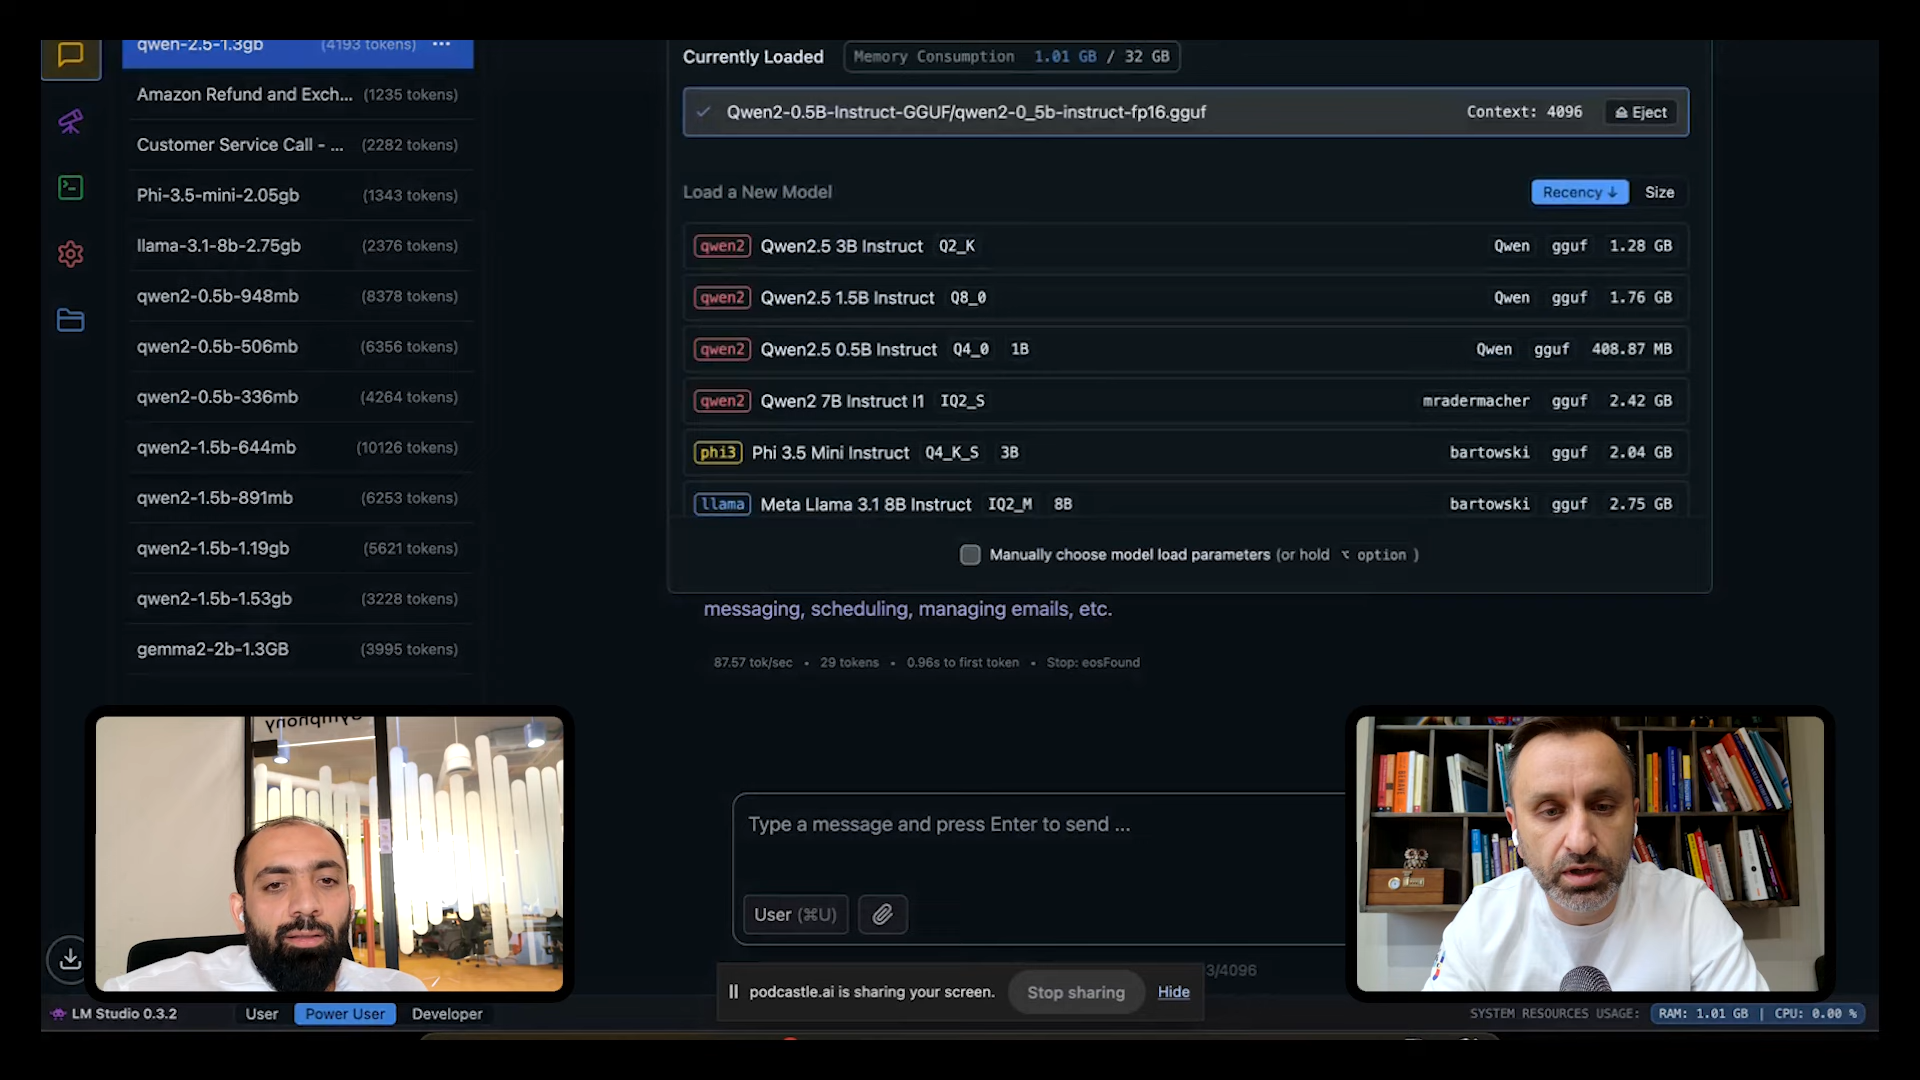 qwen-2.5-1.3gb (4193 tokens) ...
Amazon Refund and Exch... (1235 tokens)
Customer Service Call - ... (2282 tokens)
Phi-3.5-mini-2.05gb (1343 tokens)
llama-3.1-8b-2.75gb (2376 tokens)
qwen2-0.5b-948mb (8378 tokens)
qwen2-0.5b-506mb (6356 tokens)
qwen2-0.5b-336mb (4264 tokens)
qwen2-1.5b-644mb (10126 tokens)
qwen2-1.5b-891mb (6253 tokens)
qwen2-1.5b-1.19gb (5621 tokens)
qwen2-1.5b-1.53gb (3228 tokens)
gemma2-2b-1.3GB (3995 tokens)
Currently Loaded Memory Consumption 1.01 GB / 32 GB
Qwen2-0.5B-Instruct-GGUF/qwen2-0_5b-instruct-fp16.gguf Context: 4096 Eject
Load a New Model Recency ↓ Size
qwen2 Qwen2.5 3B Instruct Q2_K Qwen gguf 1.28 GB
qwen2 Qwen2.5 1.5B Instruct Q8_0 Qwen gguf 1.76 GB
qwen2 Qwen2.5 0.5B Instruct Q4_0 1B Qwen gguf 408.87 MB
qwen2 Qwen2 7B Instruct I1 IQ2_S mradermacher gguf 2.42 GB
phi3 Phi 3.5 Mini Instruct Q4_K_S 3B bartowski gguf 2.04 GB
llama Meta Llama 3.1 8B Instruct IQ2_M 8B bartowski gguf 2.75 GB
Manually choose model load parameters (or hold ⌥ option )
messaging, scheduling, managing emails, etc.
87.57 tok/sec • 29 tokens • 0.96s to first token • Stop: eosFound
Symphony
Type a message and press Enter to send ...
User (⌘U)
3/4096
podcastle.ai is sharing your screen. Stop sharing Hide
LM Studio 0.3.2 User Power User Developer
SYSTEM RESOURCES USAGE: RAM: 1.01 GB | CPU: 0.00 %